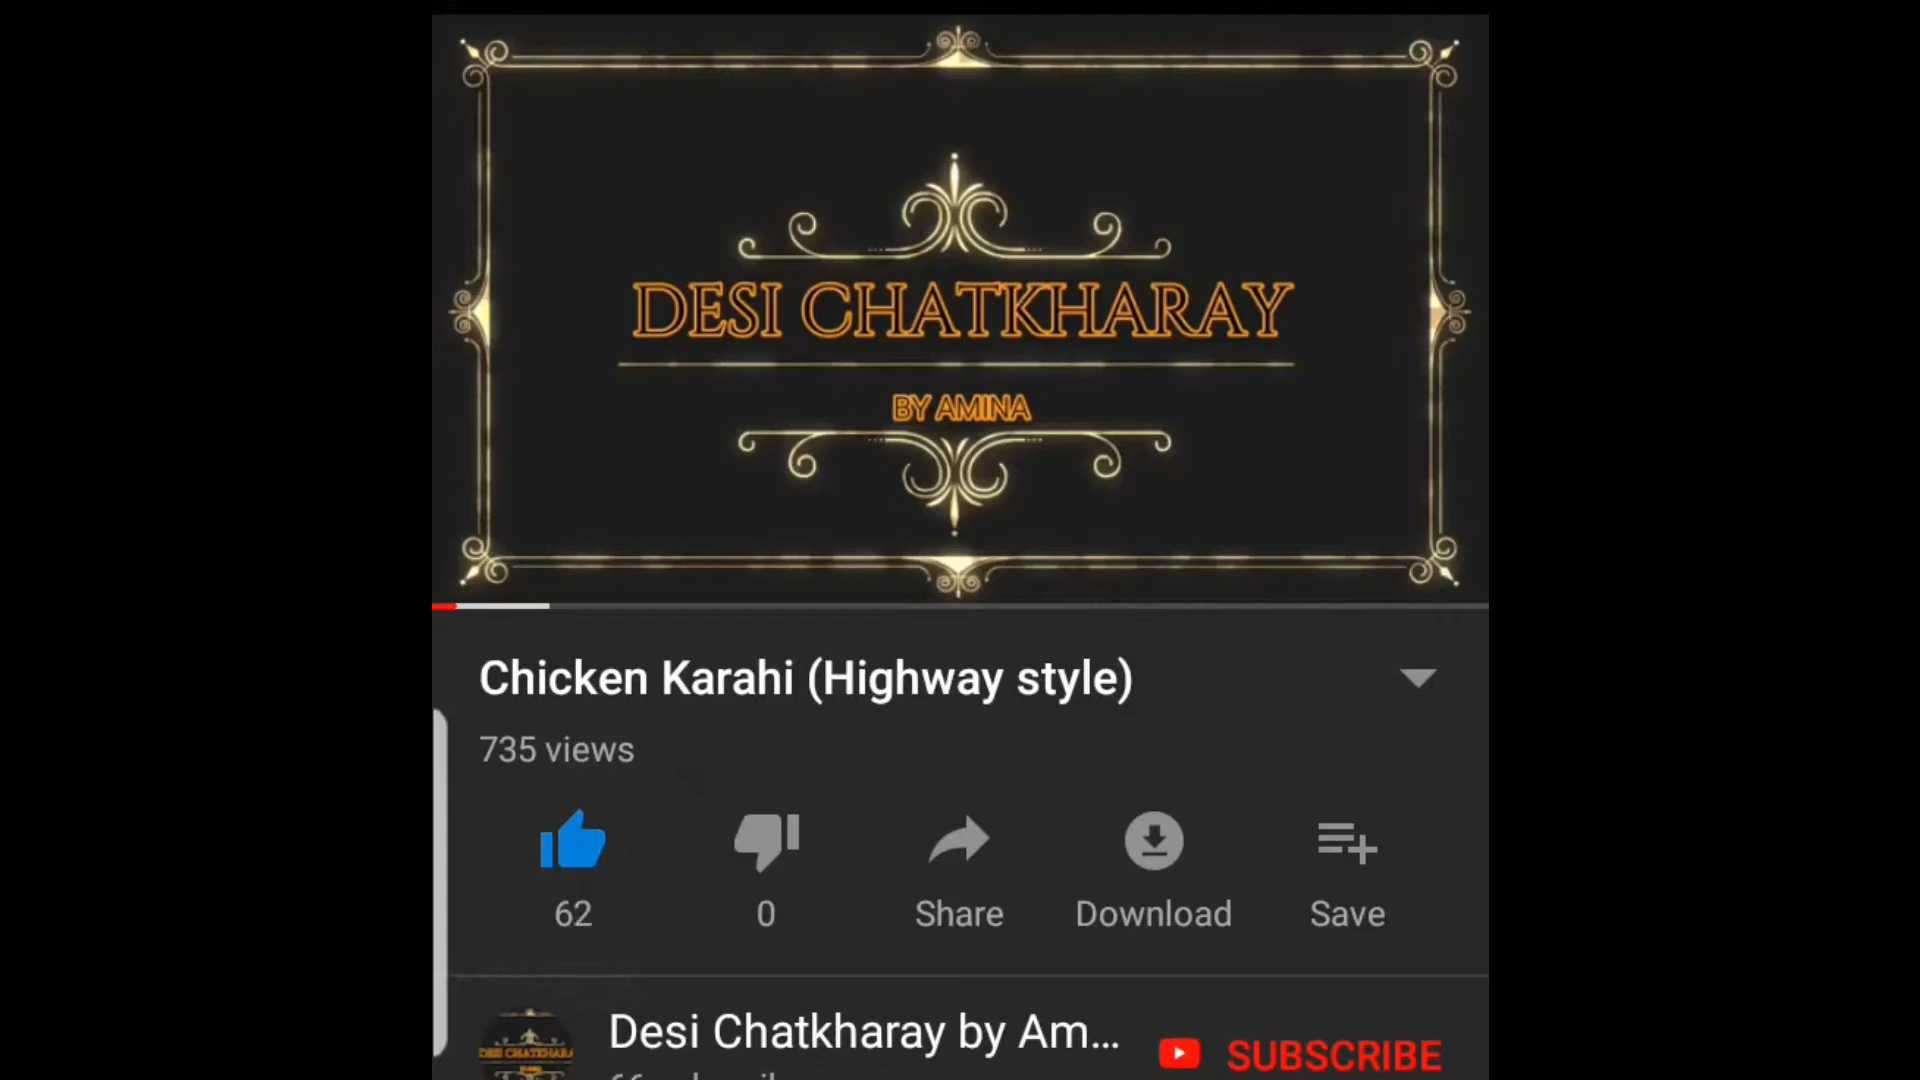 DESI CHATKHARAY
BY AMINA
Chicken Karahi (Highway style)
735 views
62
0
Share
Download
Save
Desi Chatkharay by Am...
SUBSCRIBE